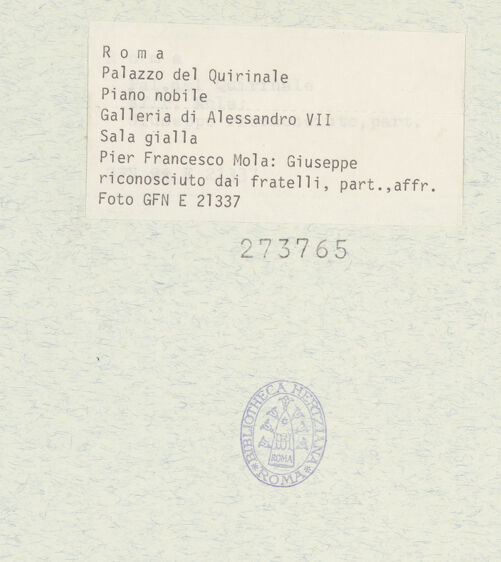 R o m a
Palazzo del Quirinale
Piano nobile
Galleria di Alessandro VII
Sala gialla
Pier Francesco Mola: Giuseppe
riconosciuto dai fratelli, part.,affr.
Foto GFN E 21337
273765
BIBLIOTHECA HERTZIANA
ROMA
ROMA